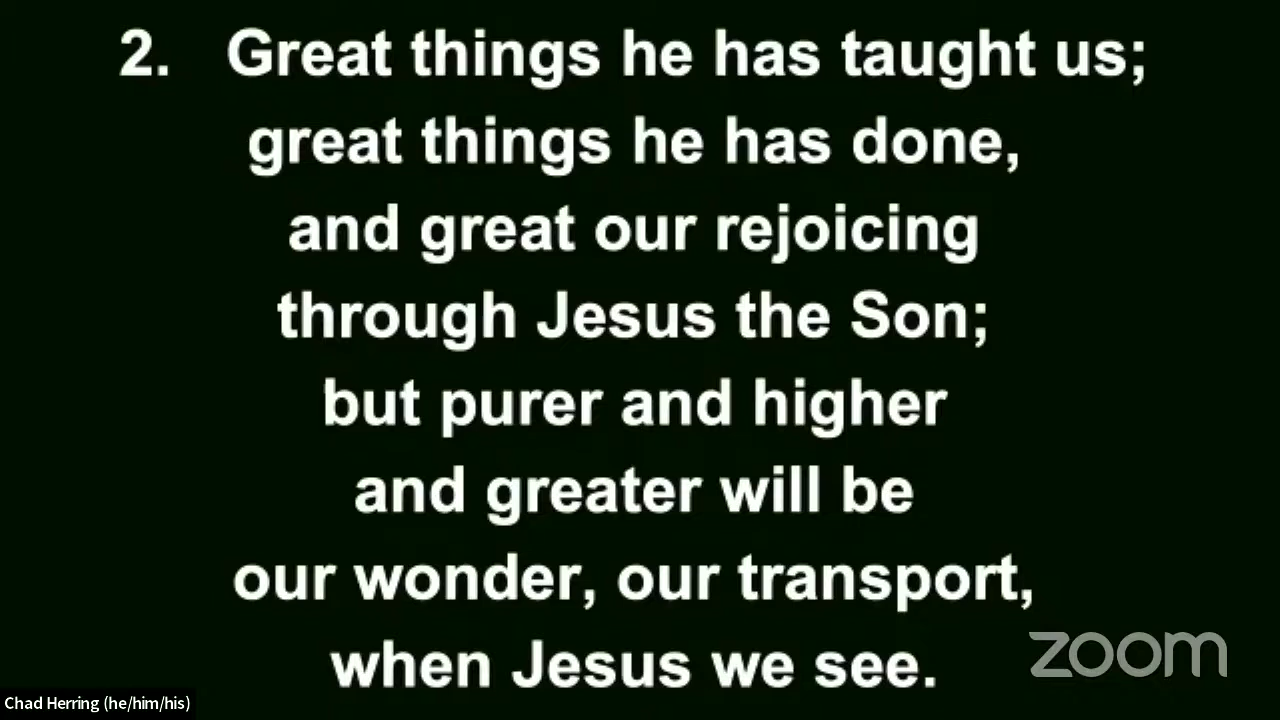 2. Great things he has taught us;
great things he has done,
and great our rejoicing
through Jesus the Son;
but purer and higher
and greater will be
our wonder, our transport,
when Jesus we see.
zoom
Chad Herring (he/him/his)